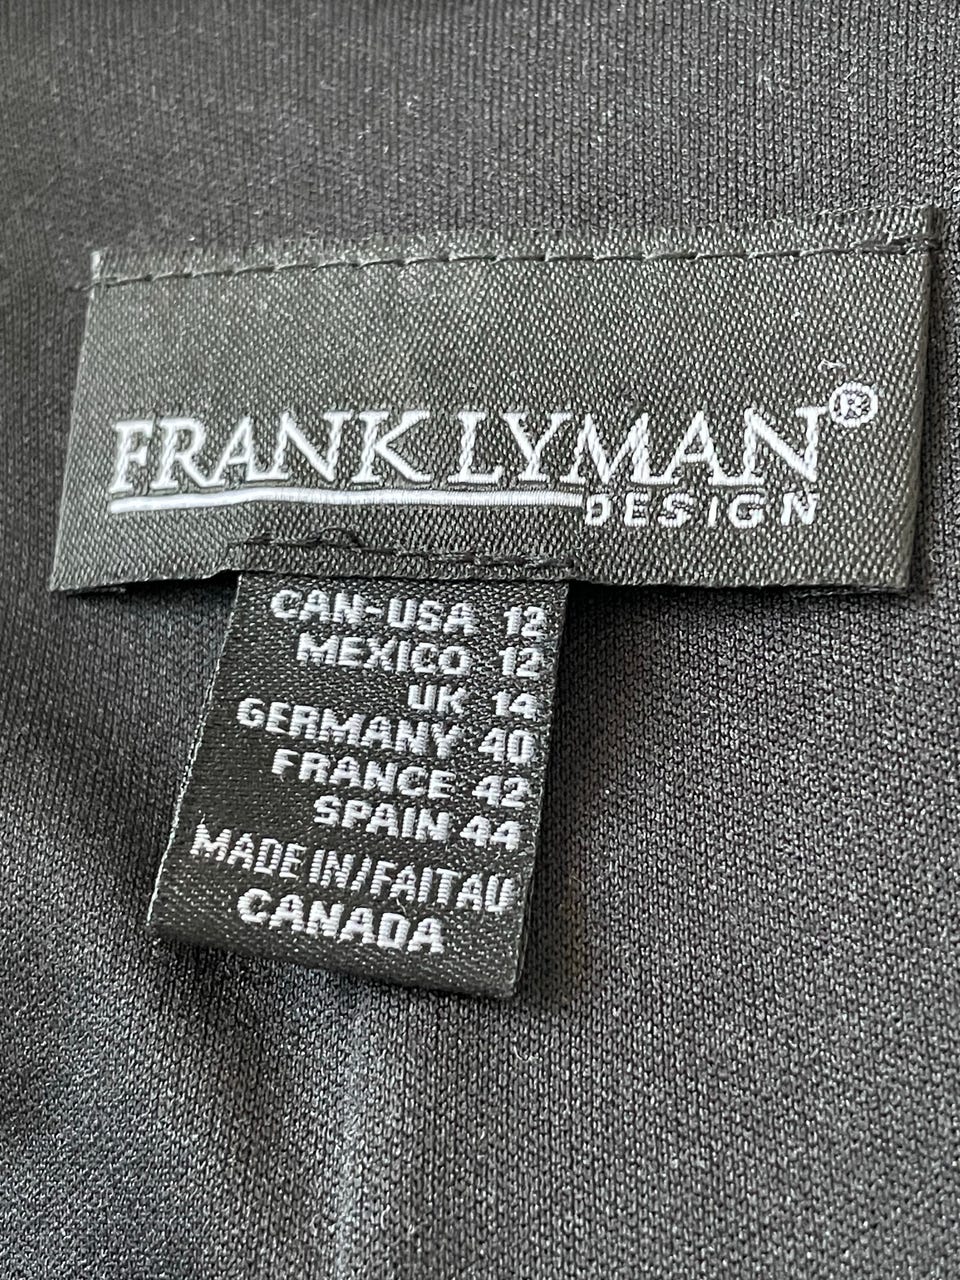 FRANK LYMAN®
DESIGN
CAN-USA 12
MEXICO 12
UK 14
GERMANY 40
FRANCE 42
SPAIN 44
MADE IN/FAIT AU
CANADA